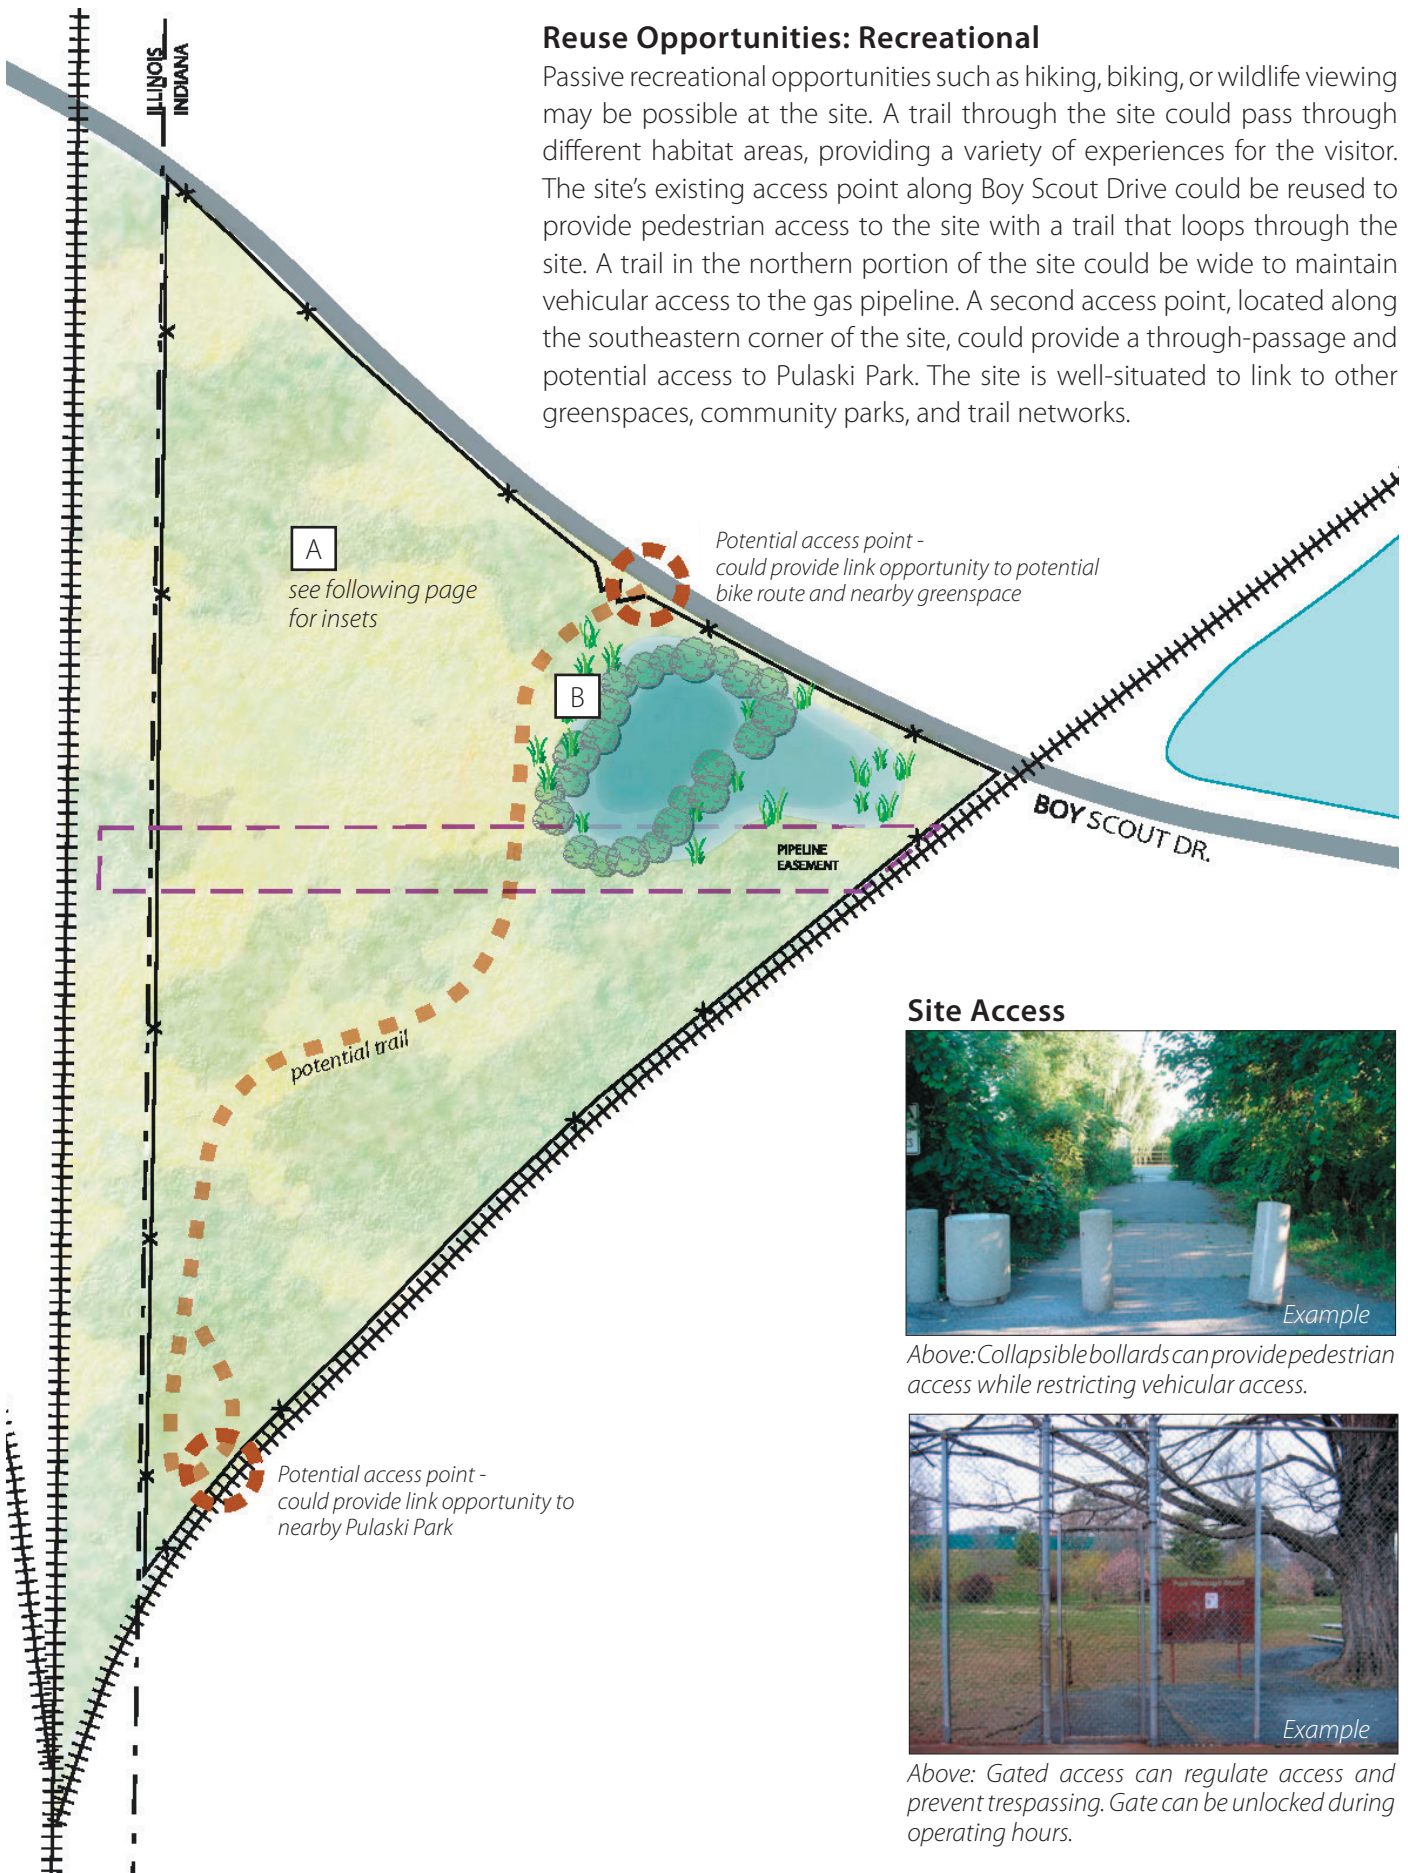 Reuse Opportunities: Recreational
Passive recreational opportunities such as hiking, biking, or wildlife viewing
may be possible at the site. A trail through the site could pass through
different habitat areas, providing a variety of experiences for the visitor.
The site's existing access point along Boy Scout Drive could be reused to
provide pedestrian access to the site with a trail that loops through the
site. A trail in the northern portion of the site could be wide to maintain
vehicular access to the gas pipeline. A second access point, located along
the southeastern corner of the site, could provide a through-passage and
potential access to Pulaski Park. The site is well-situated to link to other
greenspaces, community parks, and trail networks.
ILLINOIS
INDIANA
A
see following page
for insets
Potential access point -
could provide link opportunity to potential
bike route and nearby greenspace
B
PIPELINE
EASEMENT
BOY SCOUT DR.
potential trail
Potential access point -
could provide link opportunity to
nearby Pulaski Park
Site Access
Example
Above: Collapsible bollards can provide pedestrian
access while restricting vehicular access.
Example
Above: Gated access can regulate access and
prevent trespassing. Gate can be unlocked during
operating hours.